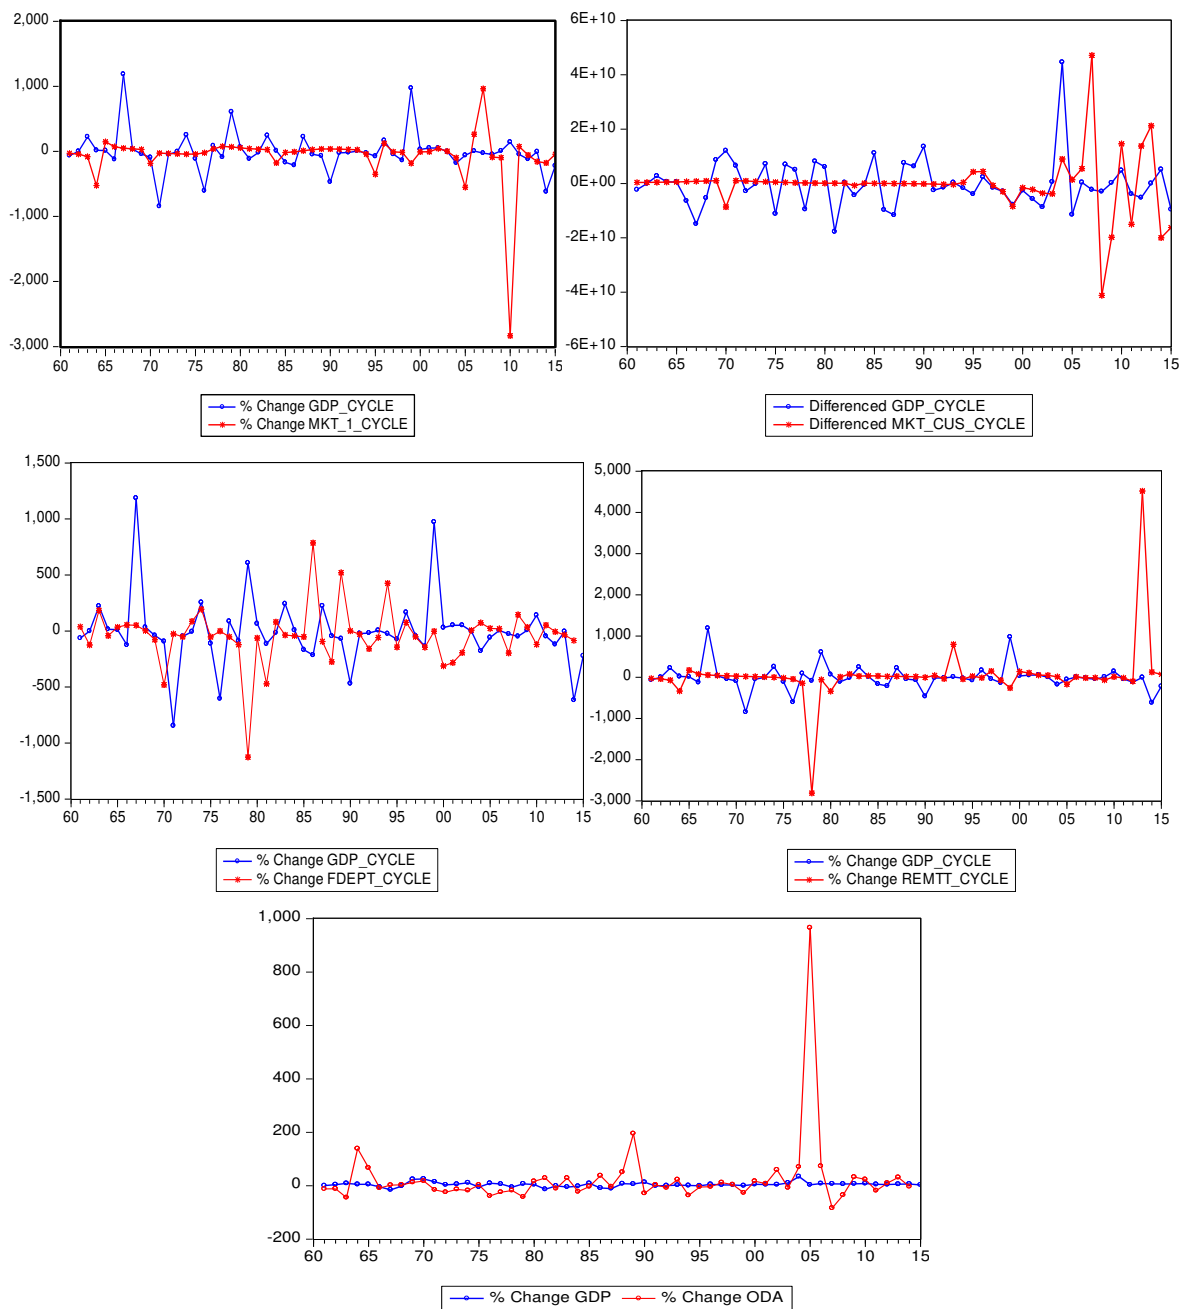 2,000
1,000
0
-1,000
-2,000
-3,000
60 65 70 75 80 85 90 95 00 05 10 15
% Change GDP_CYCLE
% Change MKT_1_CYCLE
6E+10
4E+10
2E+10
0E+00
-2E+10
-4E+10
-6E+10
60 65 70 75 80 85 90 95 00 05 10 15
Differenced GDP_CYCLE
Differenced MKT_CUS_CYCLE
1,500
1,000
500
0
-500
-1,000
-1,500
60 65 70 75 80 85 90 95 00 05 10 15
% Change GDP_CYCLE
% Change FDEPT_CYCLE
5,000
4,000
3,000
2,000
1,000
0
-1,000
-2,000
-3,000
60 65 70 75 80 85 90 95 00 05 10 15
% Change GDP_CYCLE
% Change REMTT_CYCLE
1,000
800
600
400
200
0
-200
60 65 70 75 80 85 90 95 00 05 10 15
% Change GDP % Change ODA